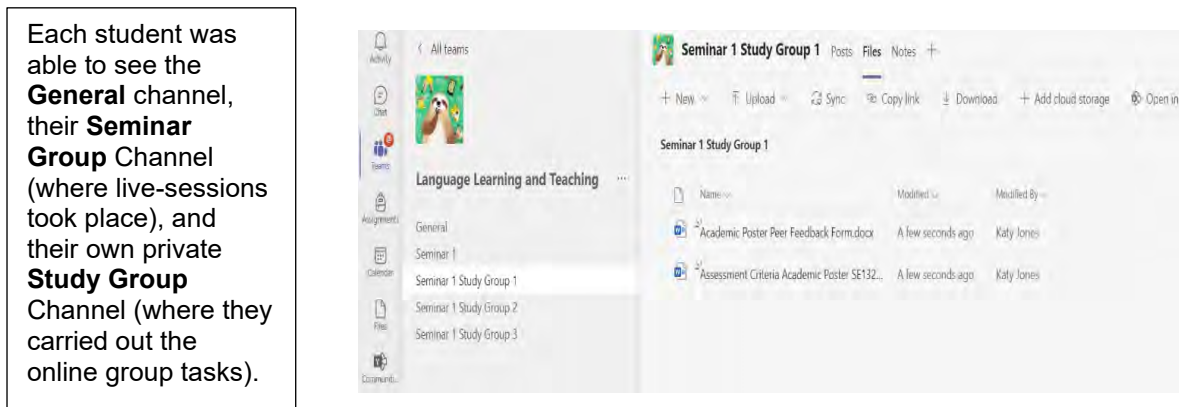 Each student was
able to see the
General channel,
their Seminar
Group Channel
(where live-sessions
took place), and
their own private
Study Group
Channel (where they
carried out the
online group tasks).
Activity
Chat
Teams
Assignments
Calendar
Files
All teams
Language Learning and Teaching ...
General
Seminar 1
Seminar 1 Study Group 1
Seminar 1 Study Group 2
Seminar 1 Study Group 3
Seminar 1 Study Group 1 Posts Files Notes +
+ New Upload Sync Copy link Download + Add cloud storage Open in
Seminar 1 Study Group 1
Name Modified Modified By
Academic Poster Peer Feedback Form.docx A few seconds ago Katy Jones
Assessment Criteria Academic Poster SE132... A few seconds ago Katy Jones